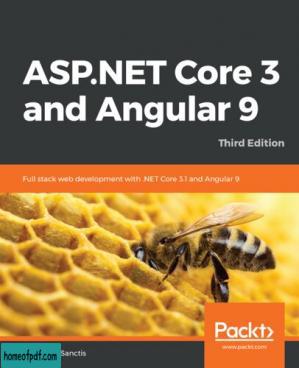 ASP.NET Core 3
and Angular 9
Third Edition
Full stack web development with .NET Core 3.1 and Angular 9
Packt>
www.packt.com
Sanctis
homeofpdf.com